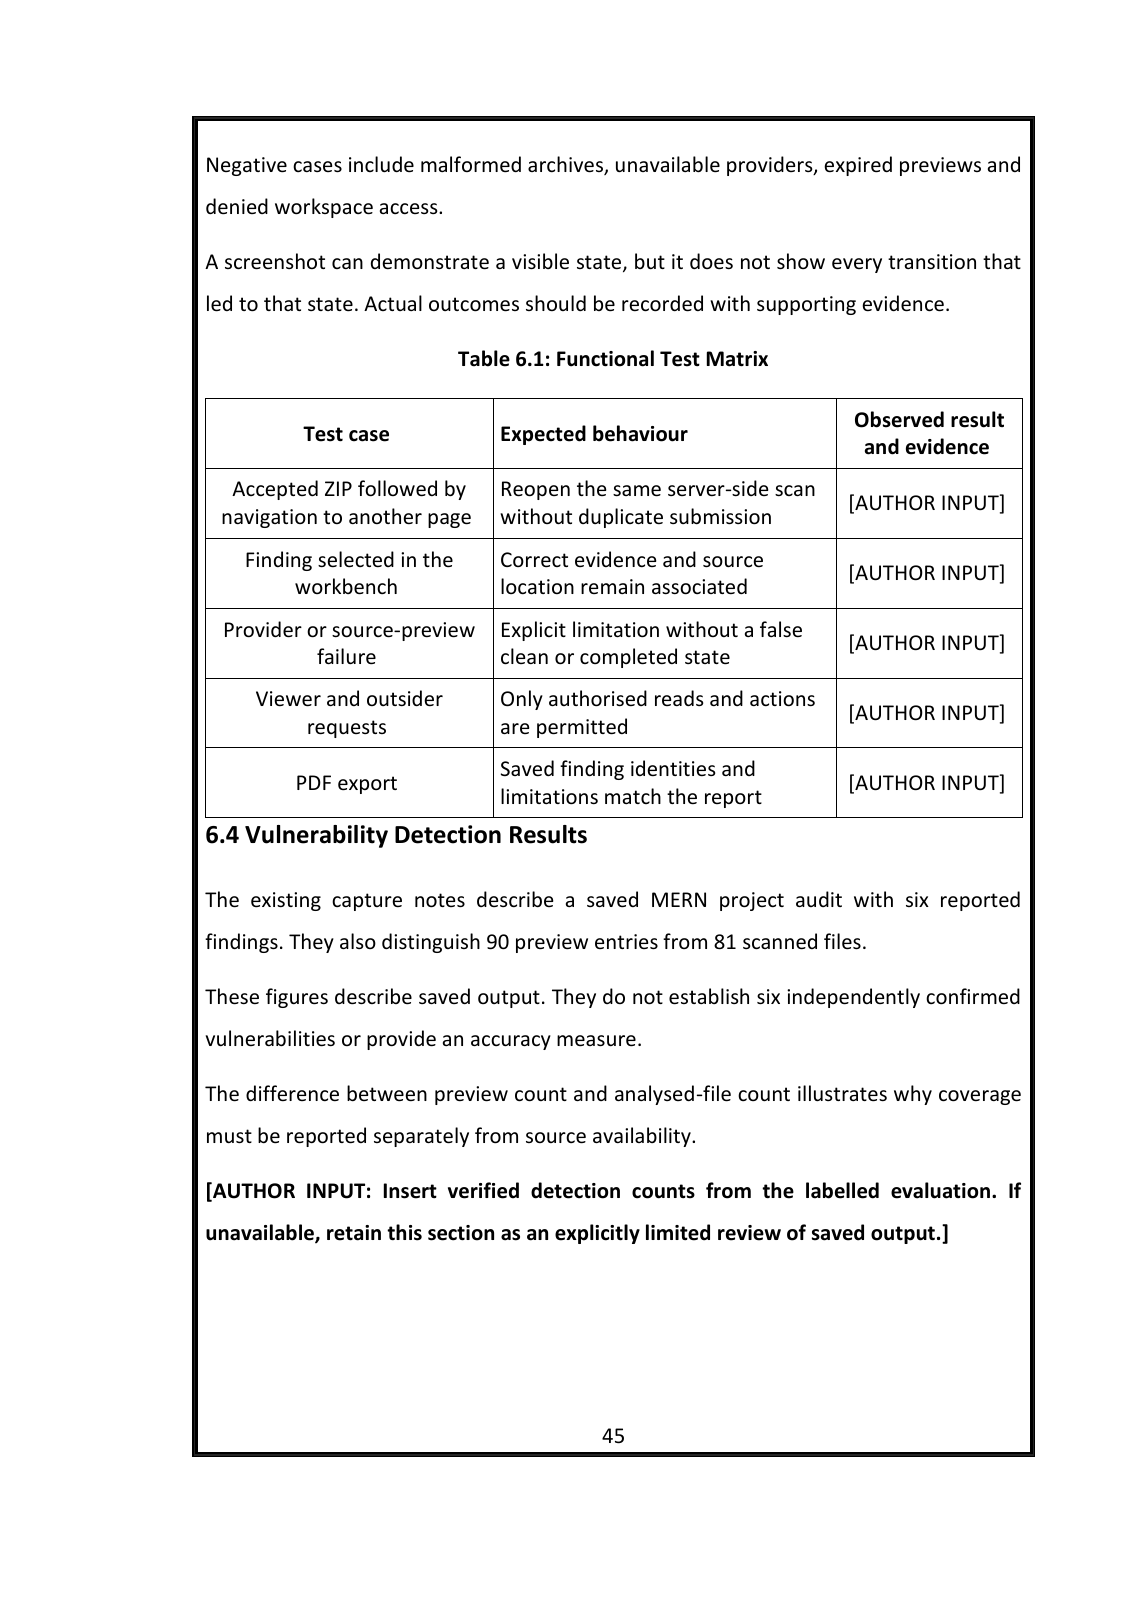 Negative cases include malformed archives, unavailable providers, expired previews and
denied workspace access.
A screenshot can demonstrate a visible state, but it does not show every transition that
led to that state. Actual outcomes should be recorded with supporting evidence.
Table 6.1: Functional Test Matrix
Test case
Expected behaviour
Observed result
and evidence
Accepted ZIP followed by
navigation to another page
Reopen the same server-side scan
without duplicate submission
[AUTHOR INPUT]
Finding selected in the
workbench
Correct evidence and source
location remain associated
[AUTHOR INPUT]
Provider or source-preview
failure
Explicit limitation without a false
clean or completed state
[AUTHOR INPUT]
Viewer and outsider
requests
Only authorised reads and actions
are permitted
[AUTHOR INPUT]
PDF export
Saved finding identities and
limitations match the report
[AUTHOR INPUT]
6.4 Vulnerability Detection Results
The existing capture notes describe a saved MERN project audit with six reported
findings. They also distinguish 90 preview entries from 81 scanned files.
These figures describe saved output. They do not establish six independently confirmed
vulnerabilities or provide an accuracy measure.
The difference between preview count and analysed-file count illustrates why coverage
must be reported separately from source availability.
[AUTHOR INPUT: Insert verified detection counts from the labelled evaluation. If
unavailable, retain this section as an explicitly limited review of saved output.]
45